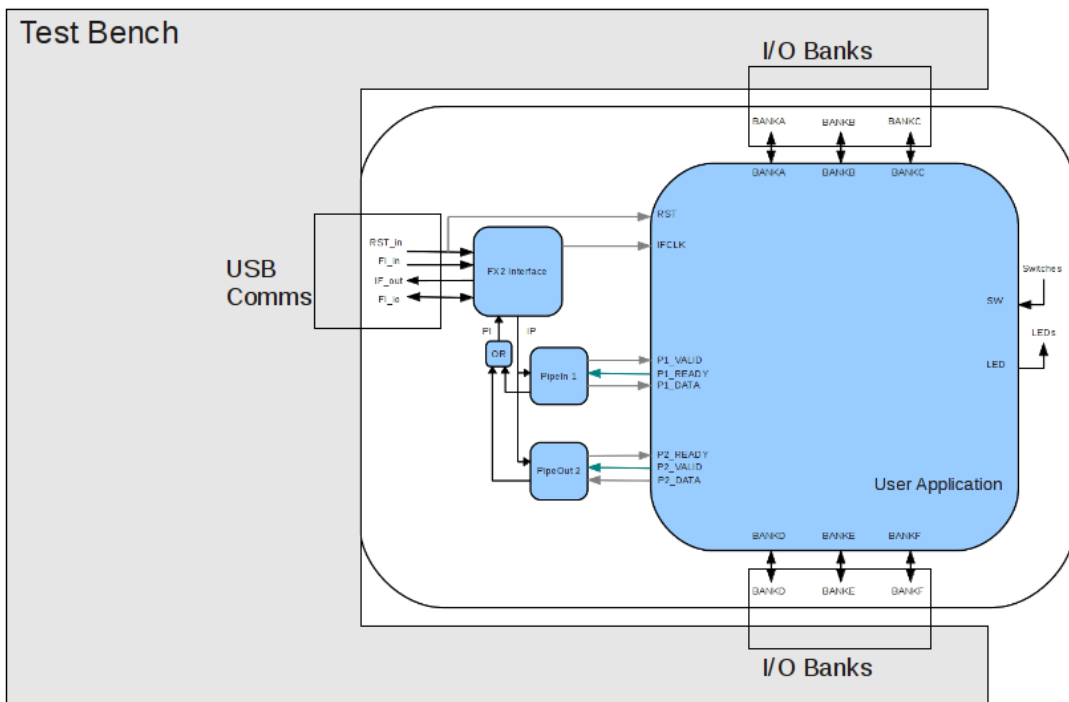 Test Bench
I/O Banks
BANKA BANKB BANKC
BANKA BANKB BANKC
RST
RST_in
IFCLK
FI_in
FX2 Interface
USB
Comms
IF_out
FI_io
Switches
SW
PI IP
LEDs
OR
P1_VALID
PipeIn 1
P1_READY
LED
P1_DATA
P2_READY
PipeOut 2
P2_VALID
P2_DATA
User Application
BANKD BANKE BANKF
BANKD BANKE BANKF
I/O Banks